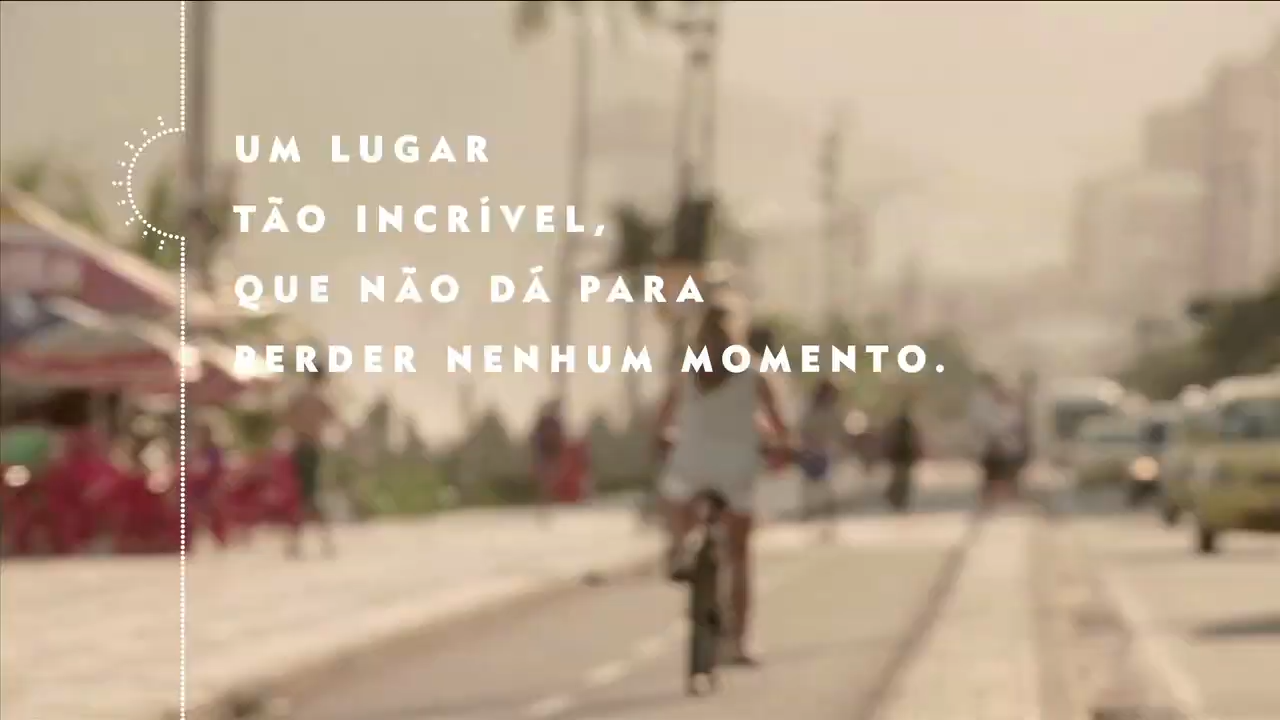 UM LUGAR
TÃO INCRÍVEL,
QUE NÃO DÁ PARA
PERDER NENHUM MOMENTO.